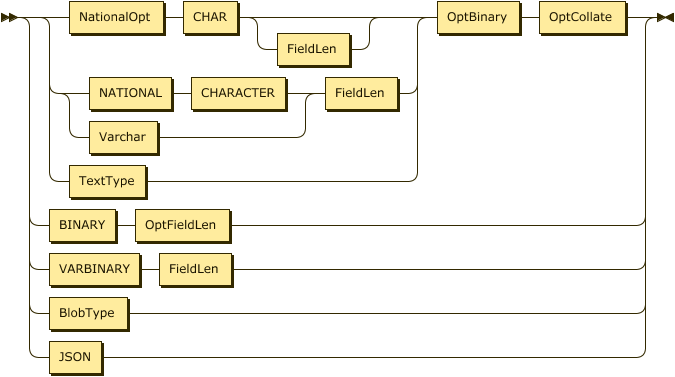 NationalOpt CHAR OptBinary OptCollate
FieldLen
NATIONAL CHARACTER FieldLen
Varchar
TextType
BINARY OptFieldLen
VARBINARY FieldLen
BlobType
JSON